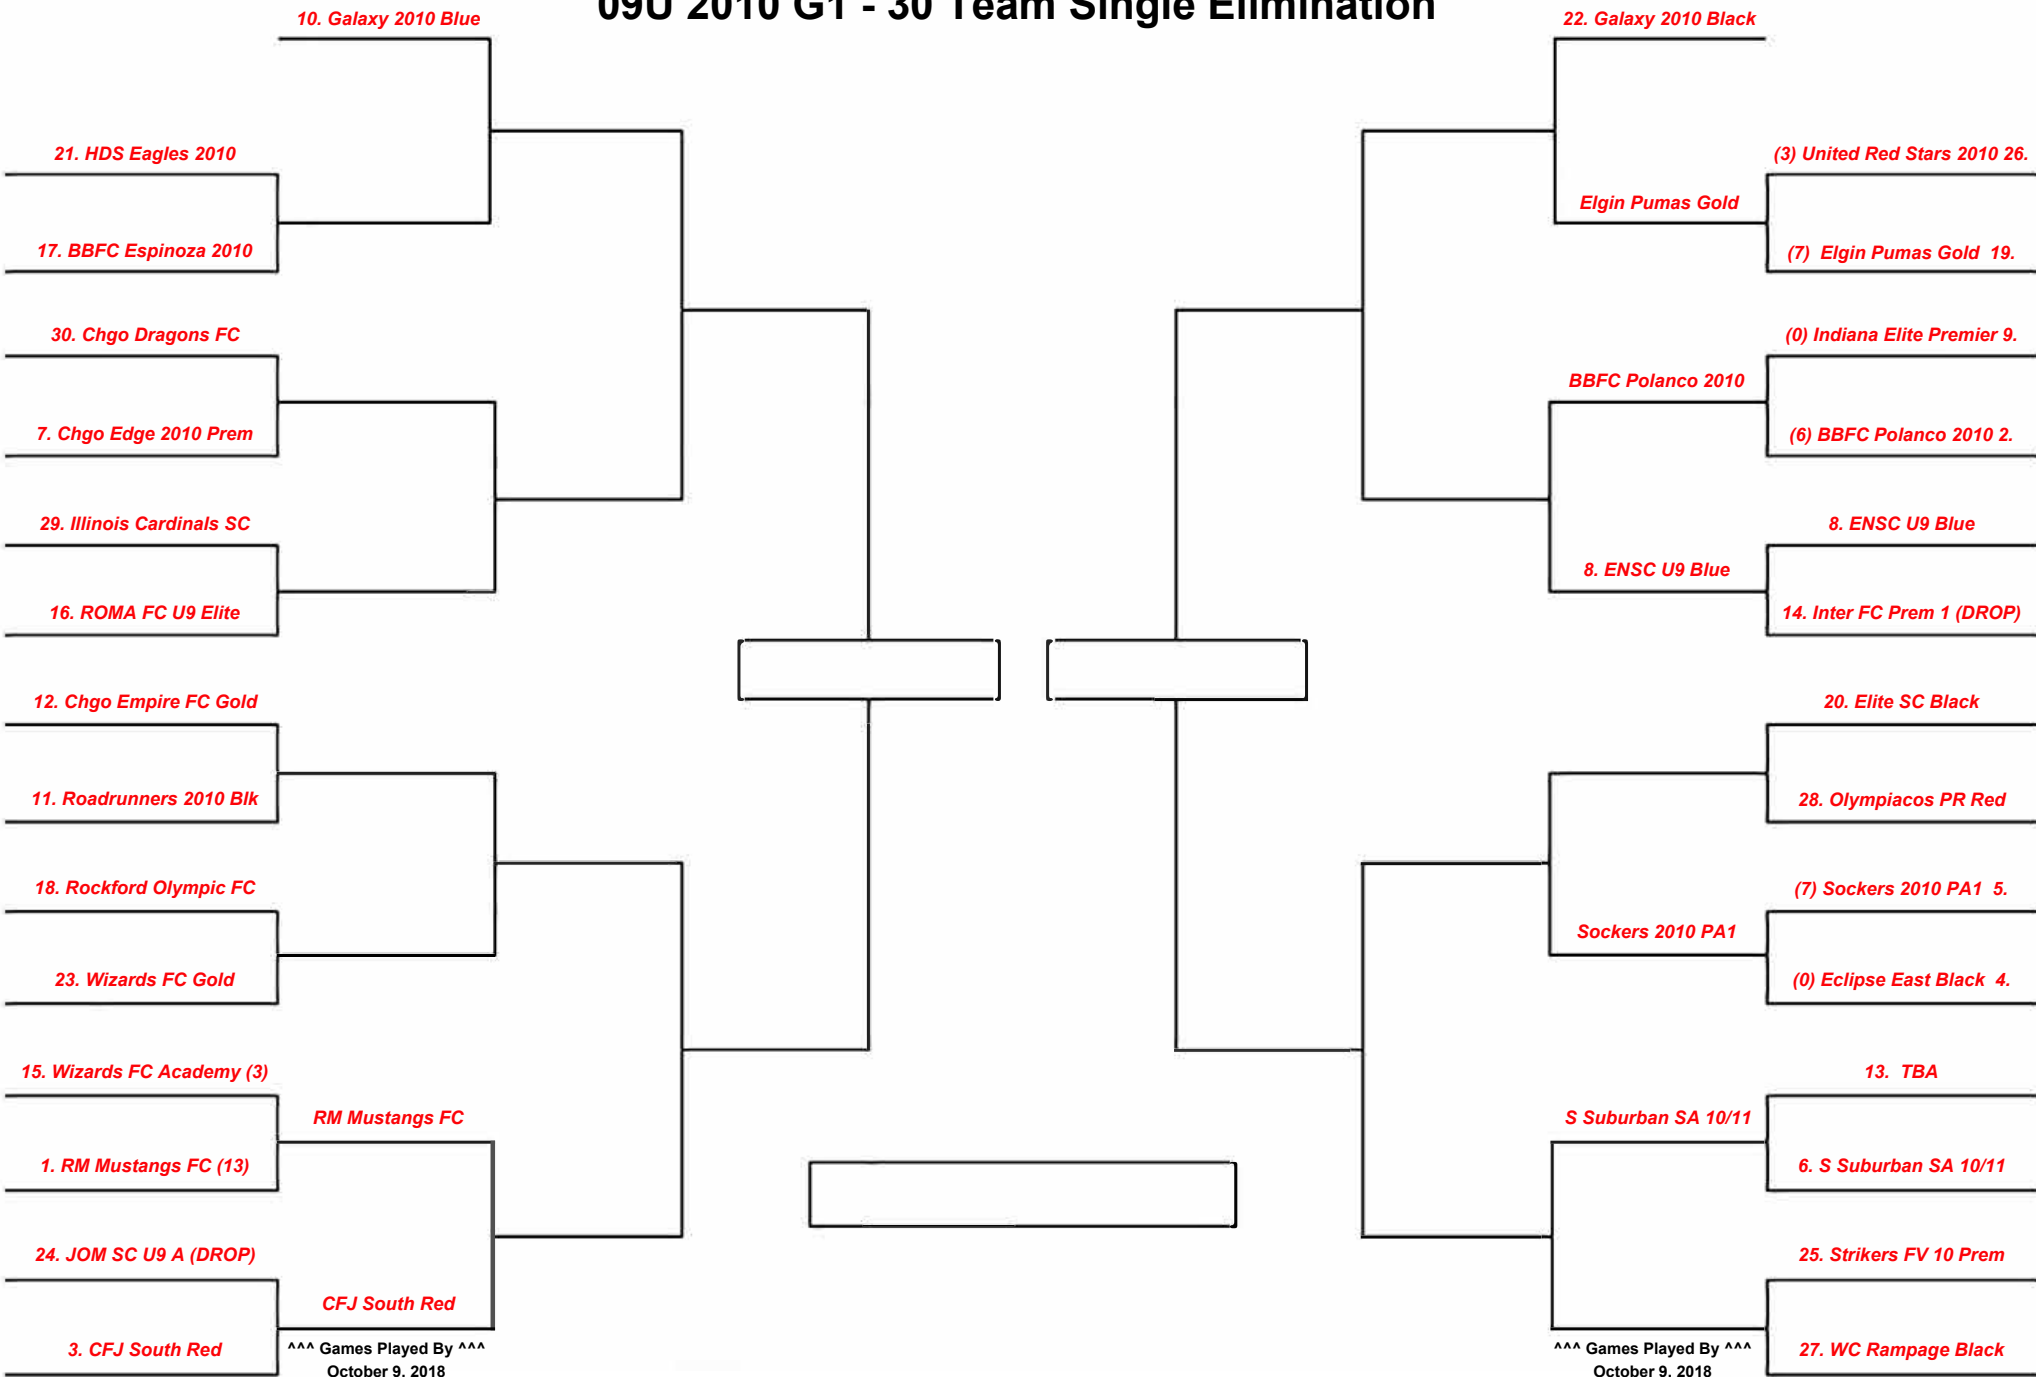 09U 2010 G1 - 30 Team Single Elimination
10. Galaxy 2010 Blue
21. HDS Eagles 2010
17. BBFC Espinoza 2010
30. Chgo Dragons FC
7. Chgo Edge 2010 Prem
29. Illinois Cardinals SC
16. ROMA FC U9 Elite
12. Chgo Empire FC Gold
11. Roadrunners 2010 Blk
18. Rockford Olympic FC
23. Wizards FC Gold
15. Wizards FC Academy (3)
RM Mustangs FC
1. RM Mustangs FC (13)
24. JOM SC U9 A (DROP)
CFJ South Red
3. CFJ South Red
^^^ Games Played By ^^^
October 9, 2018
22. Galaxy 2010 Black
(3) United Red Stars 2010 26.
Elgin Pumas Gold
(7) Elgin Pumas Gold 19.
(0) Indiana Elite Premier 9.
BBFC Polanco 2010
(6) BBFC Polanco 2010 2.
8. ENSC U9 Blue
8. ENSC U9 Blue
14. Inter FC Prem 1 (DROP)
20. Elite SC Black
28. Olympiacos PR Red
(7) Sockers 2010 PA1 5.
Sockers 2010 PA1
(0) Eclipse East Black 4.
13. TBA
S Suburban SA 10/11
6. S Suburban SA 10/11
25. Strikers FV 10 Prem
27. WC Rampage Black
^^^ Games Played By ^^^
October 9, 2018